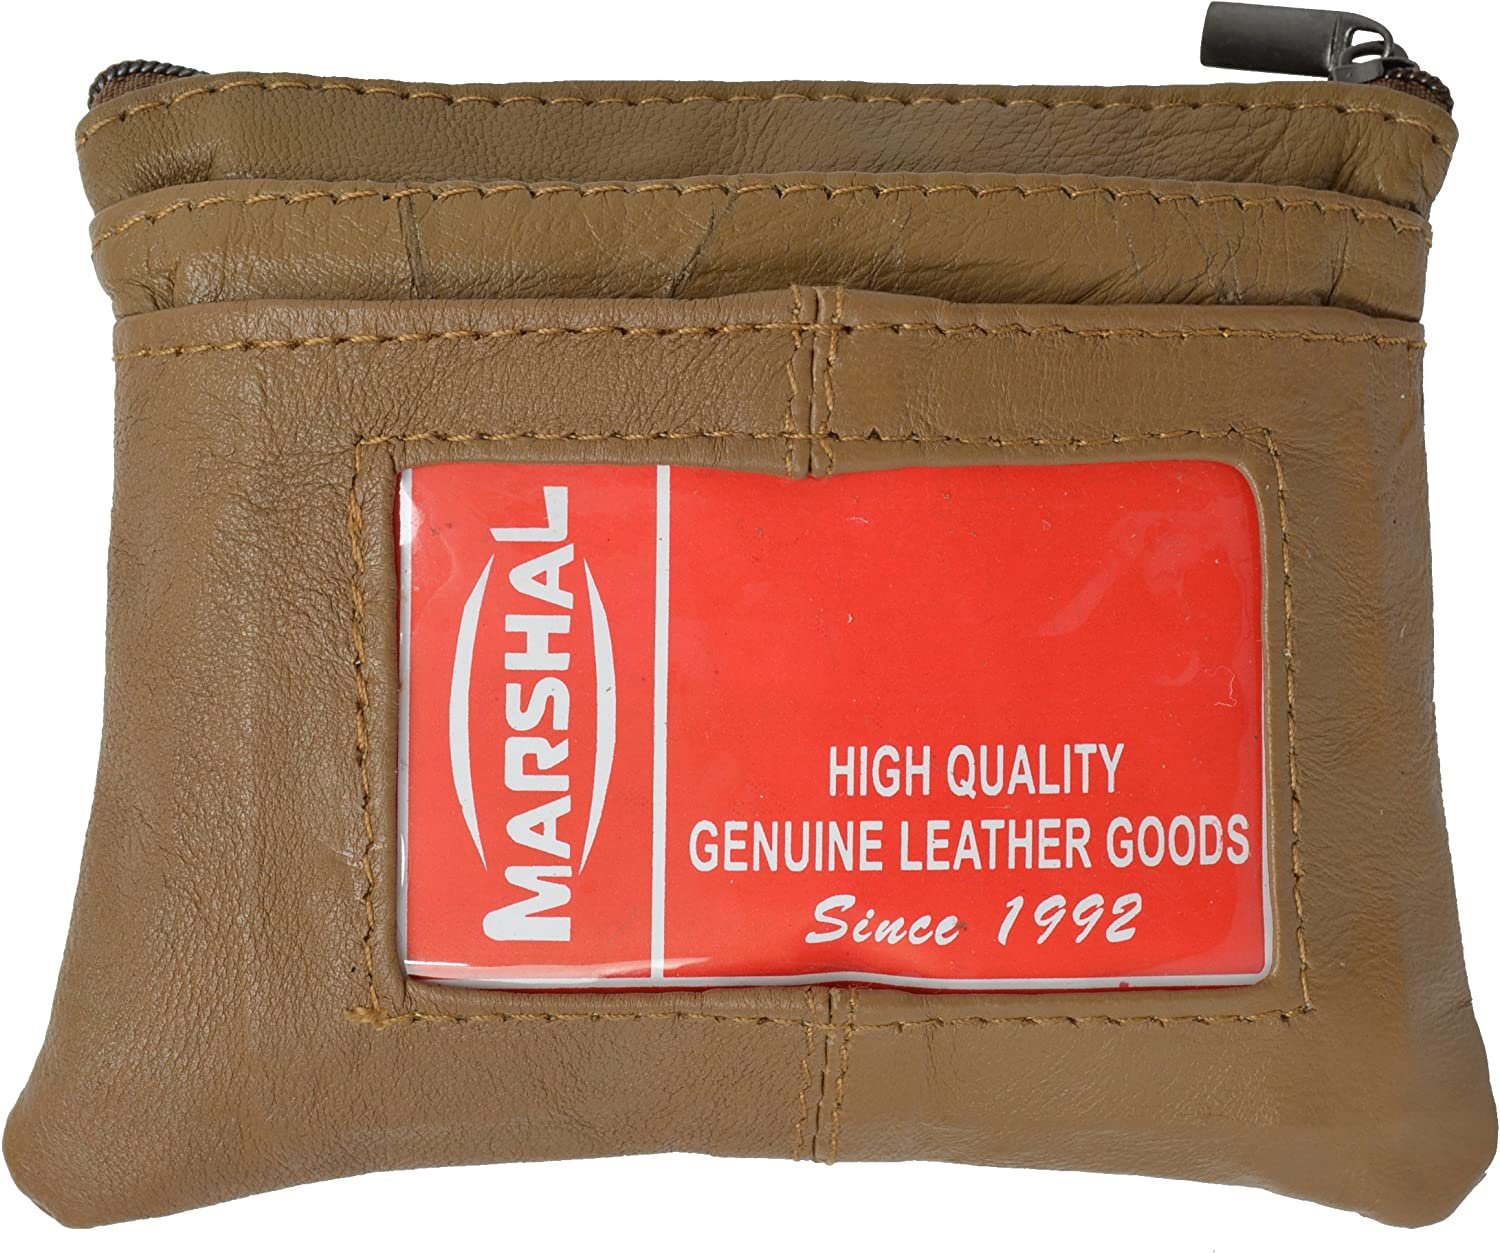 MARSHAL
HIGH QUALITY
GENUINE LEATHER GOODS
Since 1992